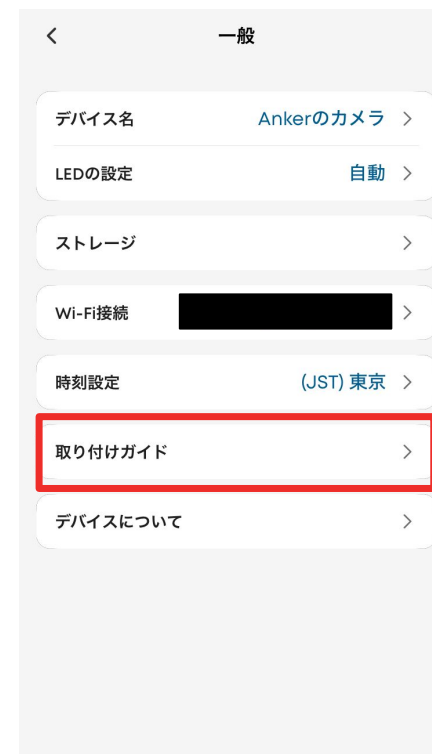 一般
デバイス名 Ankerのカメラ
LEDの設定 自動
ストレージ
Wi-Fi接続
時刻設定 (JST) 東京
取り付けガイド
デバイスについて